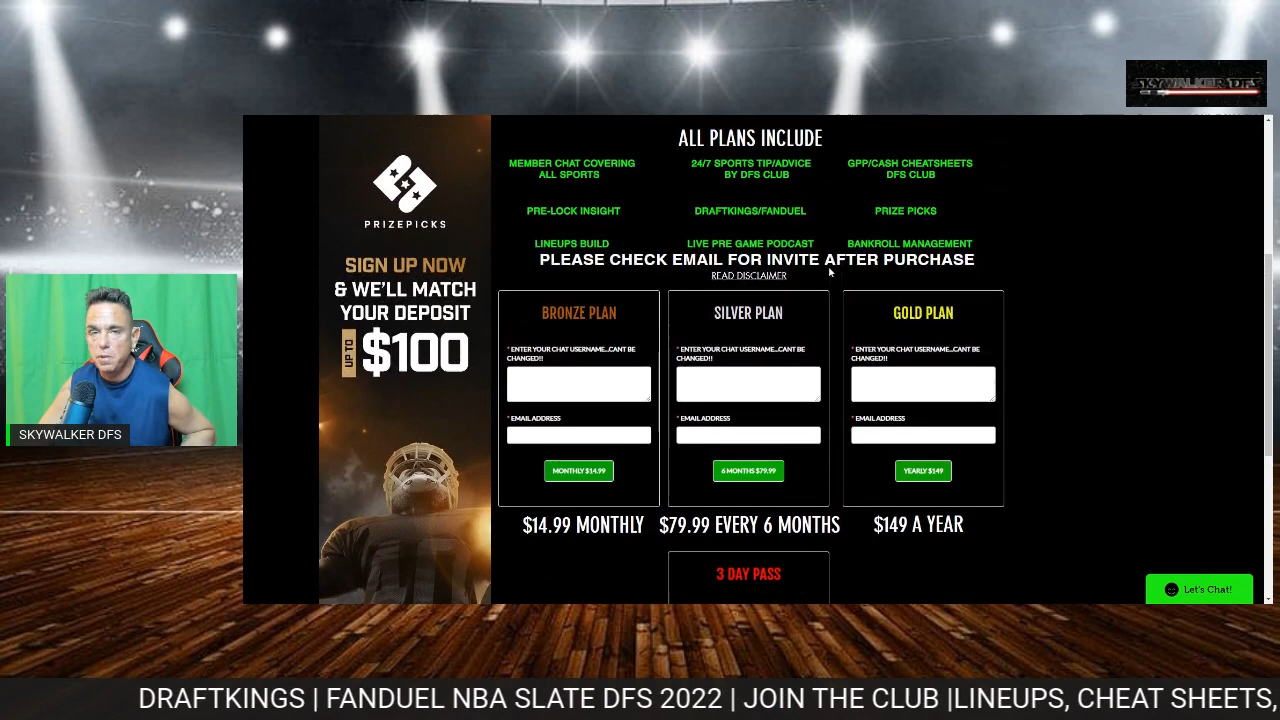 SKYWALKER DFS
ALL PLANS INCLUDE
MEMBER CHAT COVERING
ALL SPORTS
24/7 SPORTS TIP/ADVICE
BY DFS CLUB
GPP/CASH CHEATSHEETS
DFS CLUB
PRE-LOCK INSIGHT
DRAFTKINGS/FANDUEL
PRIZE PICKS
LINEUPS BUILD
LIVE PRE GAME PODCAST
BANKROLL MANAGEMENT
PLEASE CHECK EMAIL FOR INVITE AFTER PURCHASE
READ DISCLAIMER
PRIZEPICKS
SIGN UP NOW
& WE'LL MATCH
YOUR DEPOSIT
UP TO $100
BRONZE PLAN
* ENTER YOUR CHAT USERNAME...CANT BE
CHANGED!!
* EMAIL ADDRESS
MONTHLY $14.99
$14.99 MONTHLY
SILVER PLAN
* ENTER YOUR CHAT USERNAME...CANT BE
CHANGED!!
* EMAIL ADDRESS
6 MONTHS $79.99
$79.99 EVERY 6 MONTHS
GOLD PLAN
* ENTER YOUR CHAT USERNAME...CANT BE
CHANGED!!
* EMAIL ADDRESS
YEARLY $149
$149 A YEAR
3 DAY PASS
Let's Chat!
SKYWALKER DFS
DRAFTKINGS | FANDUEL NBA SLATE DFS 2022 | JOIN THE CLUB |LINEUPS, CHEAT SHEETS,